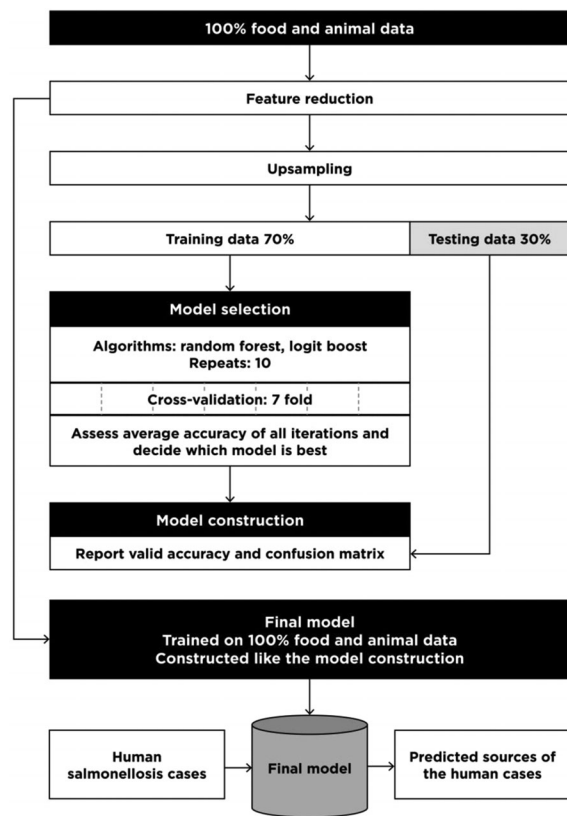 100% food and animal data
Feature reduction
Upsampling
Training data 70%
Testing data 30%
Model selection
Algorithms: random forest, logit boost
Repeats: 10
Cross-validation: 7 fold
Assess average accuracy of all iterations and
decide which model is best
Model construction
Report valid accuracy and confusion matrix
Final model
Trained on 100% food and animal data
Constructed like the model construction
Human
salmonellosis cases
Final model
Predicted sources of
the human cases